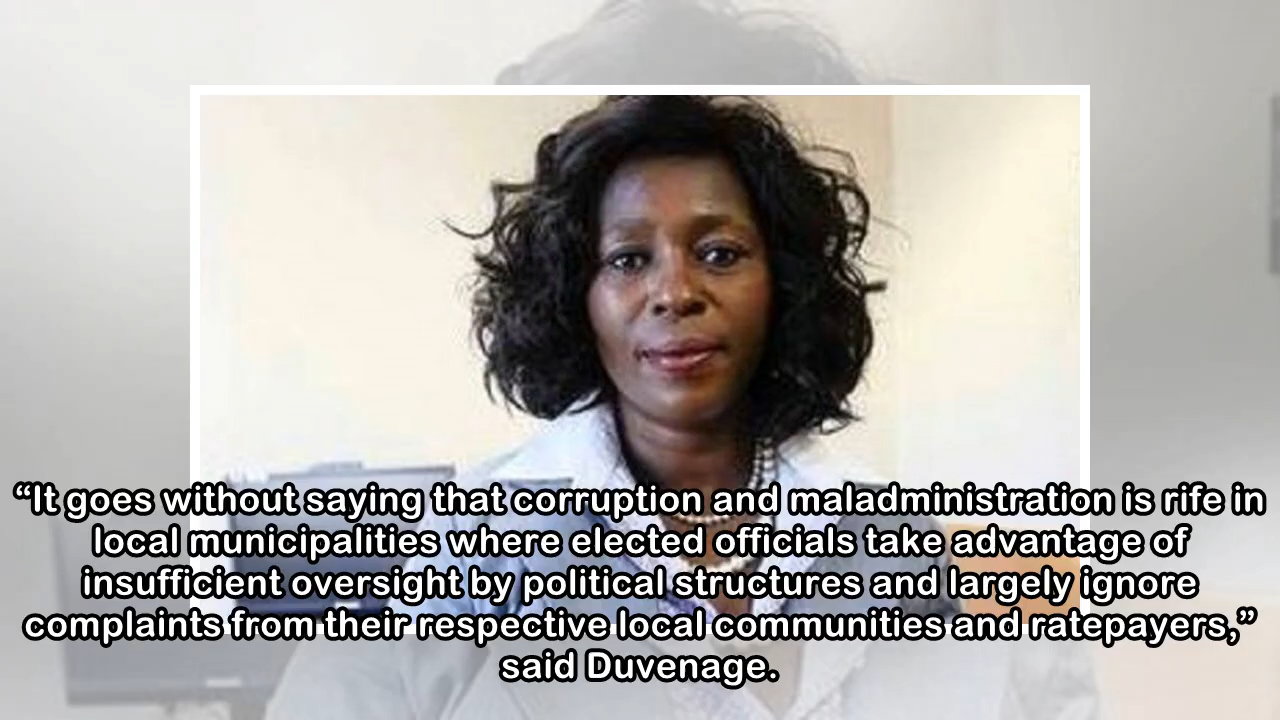 “It goes without saying that corruption and maladministration is rife in
local municipalities where elected officials take advantage of
insufficient oversight by political structures and largely ignore
complaints from their respective local communities and ratepayers,”
said Duvenage.